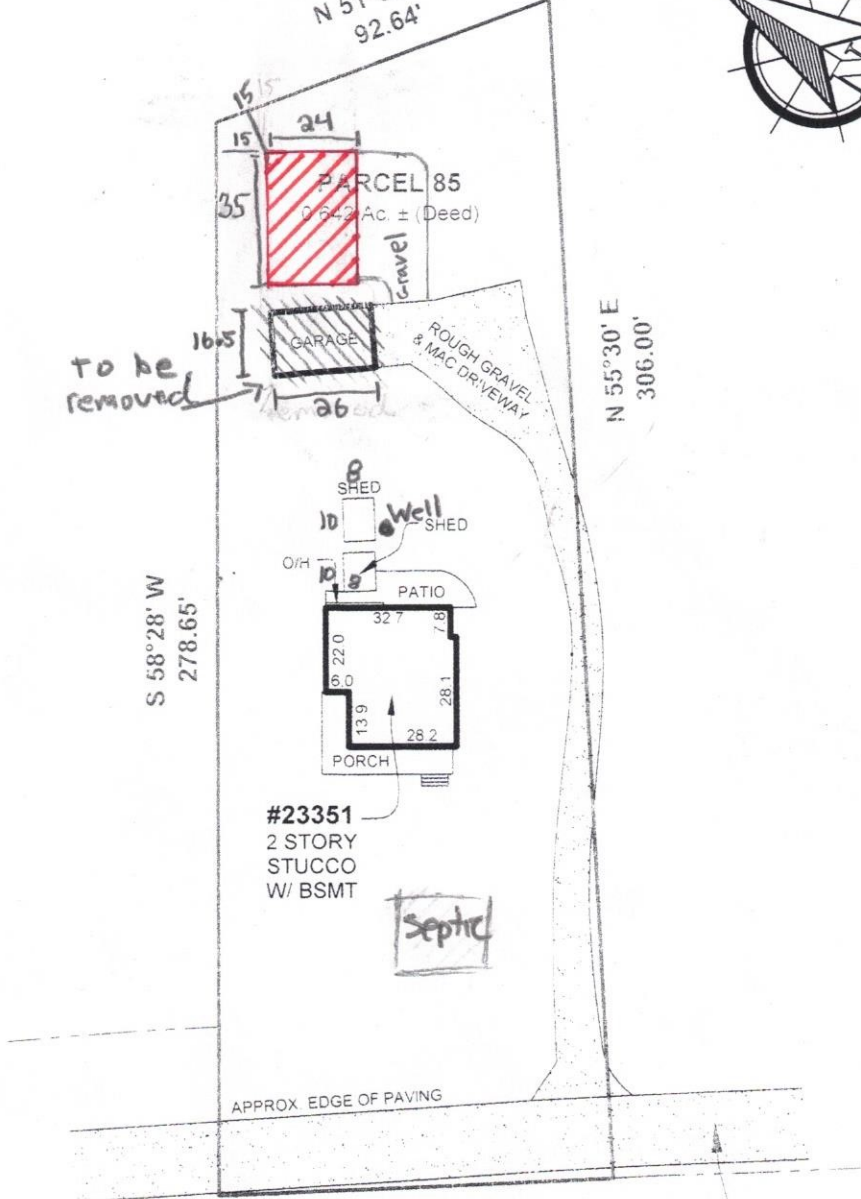 92.64'
15 15
24
15
35
PARCEL 85
0.642 Ac. ± (Deed)
Gravel
16.5
GARAGE
ROUGH GRAVEL
& MAC DRIVEWAY
To be
removed
26
N 55°30' E
306.00'
8
SHED
10
Well
SHED
O/H
10
8
PATIO
32.7
7.8
22.0
6.0
28.1
13.9
28.2
PORCH
S 58°28' W
278.65'
#23351
2 STORY
STUCCO
W/ BSMT
Septic
APPROX. EDGE OF PAVING